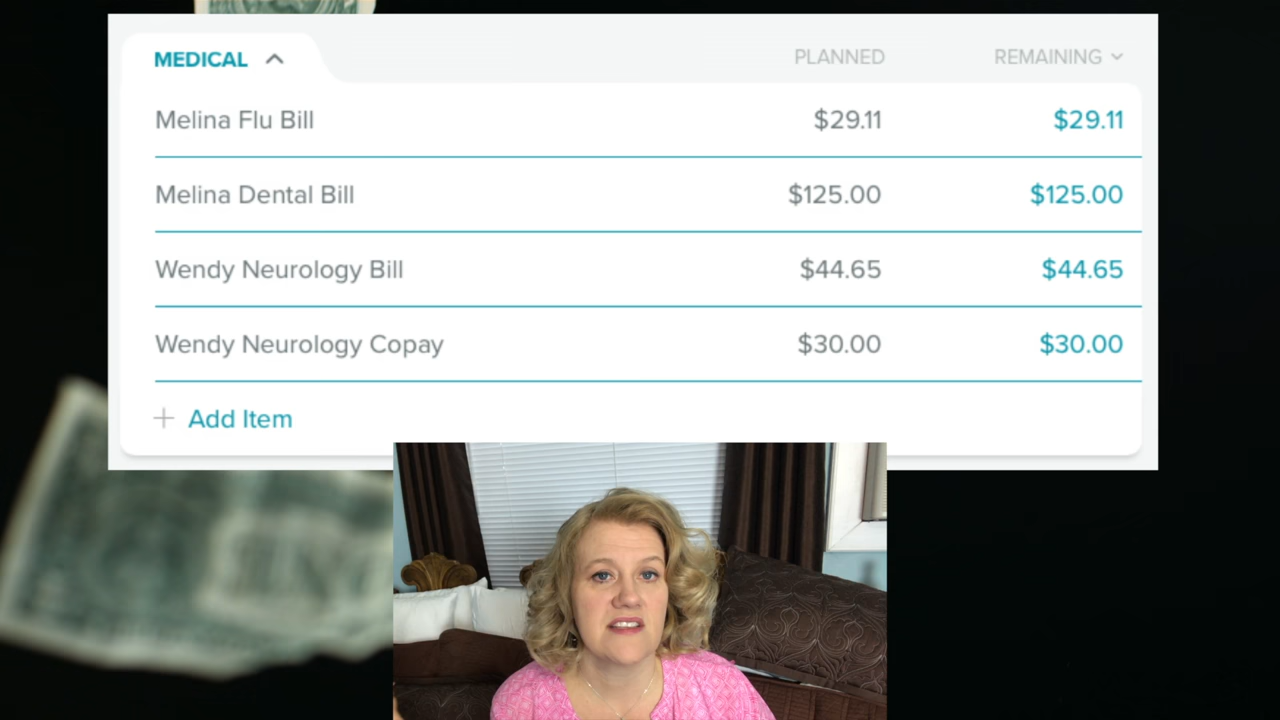 MEDICAL PLANNED REMAINING
Melina Flu Bill $29.11 $29.11
Melina Dental Bill $125.00 $125.00
Wendy Neurology Bill $44.65 $44.65
Wendy Neurology Copay $30.00 $30.00
+ Add Item